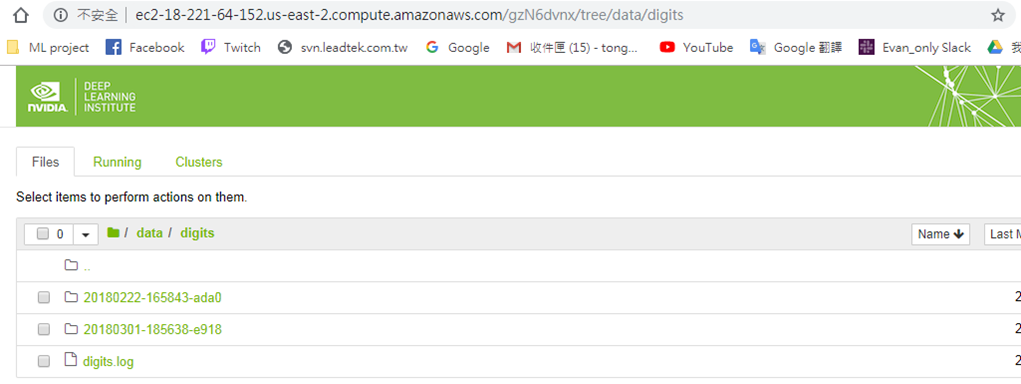 不安全 | ec2-18-221-64-152.us-east-2.compute.amazonaws.com/gzN6dvnx/tree/data/digits
ML project Facebook Twitch svn.leadtek.com.tw Google 收件匣 (15) - tong... YouTube Google 翻譯 Evan_only Slack 我
NVIDIA. DEEP LEARNING INSTITUTE
Files Running Clusters
Select items to perform actions on them.
0 / data / digits Name Last M
..
20180222-165843-ada0 2
20180301-185638-e918 2
digits.log 2